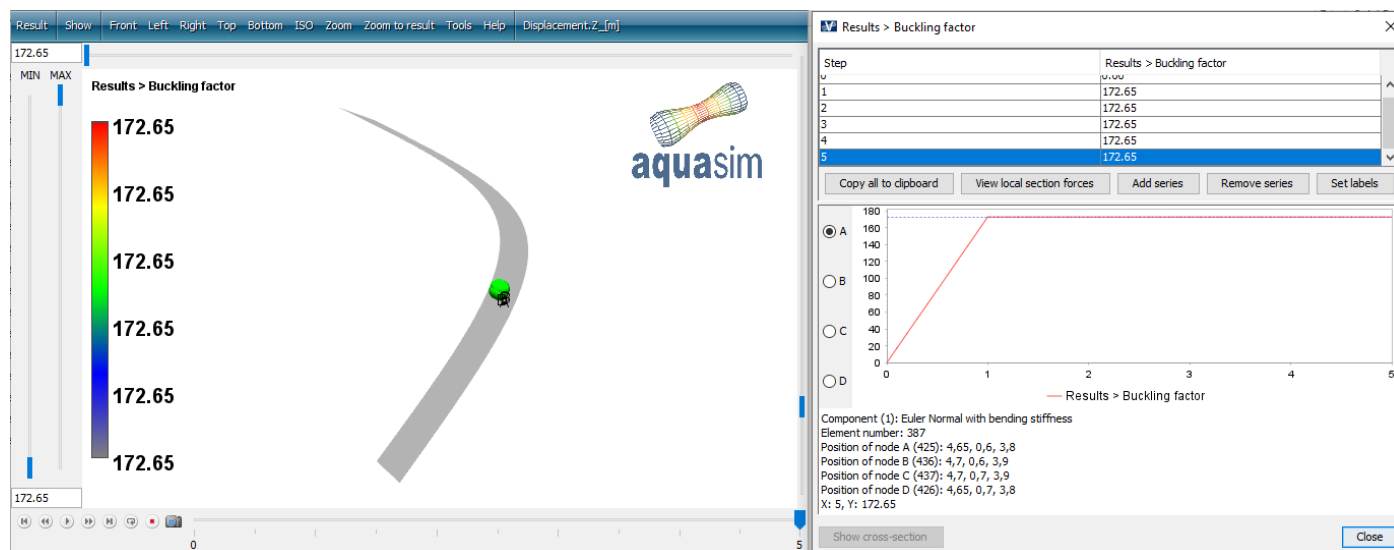 Result Show Front Left Right Top Bottom ISO Zoom Zoom to result Tools Help Displacement.Z_[m]
172.65
MIN MAX
Results > Buckling factor
172.65
172.65
172.65
172.65
172.65
172.65
aquasim
172.65
0 5
Results > Buckling factor
Step Results > Buckling factor
0 0.00
1 172.65
2 172.65
3 172.65
4 172.65
5 172.65
Copy all to clipboard View local section forces Add series Remove series Set labels
A
B
C
D
180
160
140
120
100
80
60
40
20
0
0 1 2 3 4 5
Results > Buckling factor
Component (1): Euler Normal with bending stiffness
Element number: 387
Position of node A (425): 4,65, 0,6, 3,8
Position of node B (436): 4,7, 0,6, 3,9
Position of node C (437): 4,7, 0,7, 3,9
Position of node D (426): 4,65, 0,7, 3,8
X: 5, Y: 172.65
Show cross-section Close